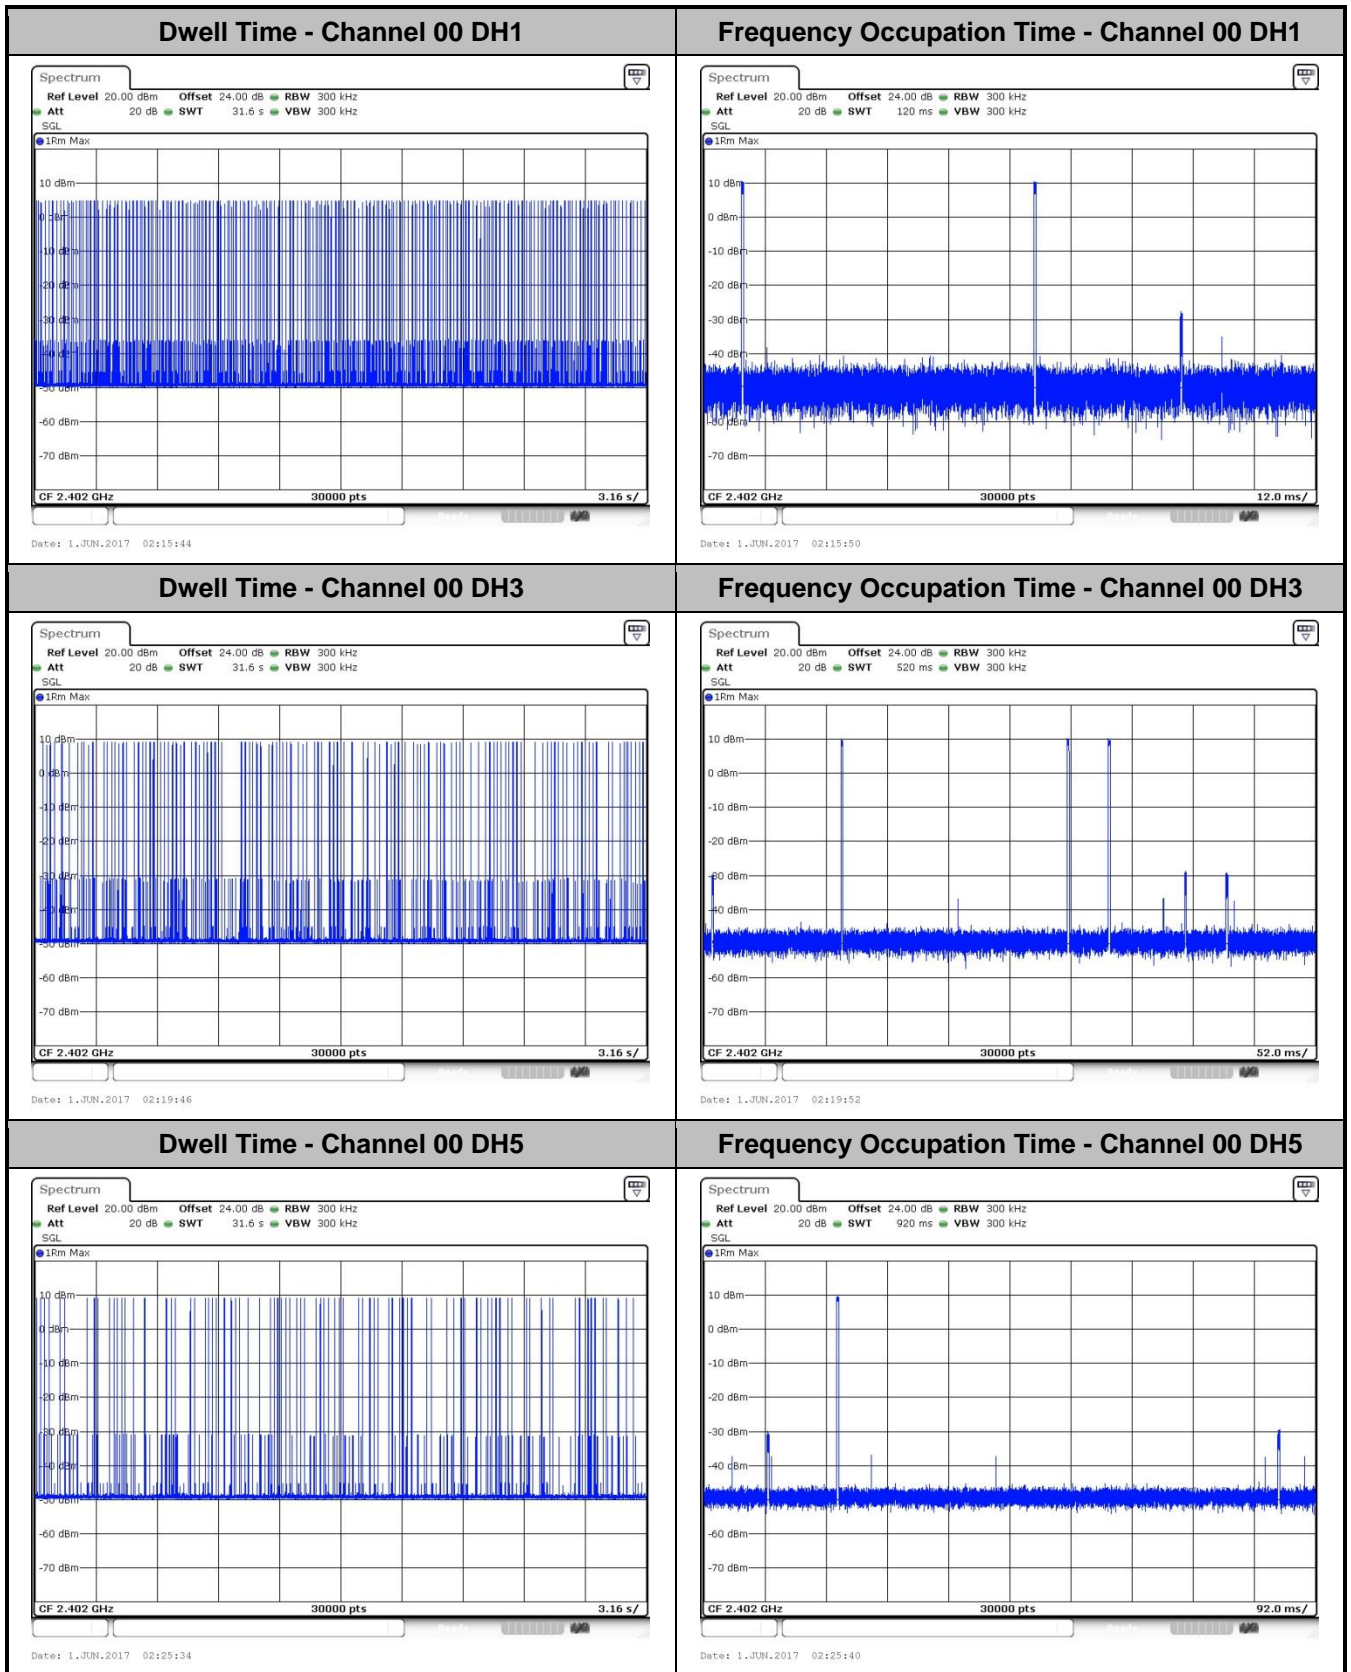 Dwell Time - Channel 00 DH1
Frequency Occupation Time - Channel 00 DH1
Spectrum
Ref Level 20.00 dBm Offset 24.00 dB RBW 300 kHz
Att 20 dB SWT 31.6 s VBW 300 kHz
SGL
1Rm Max
10 dBm
-60 dBm
-70 dBm
CF 2.402 GHz 30000 pts 3.16 s/
Date: 1.JUN.2017 02:15:44
Spectrum
Ref Level 20.00 dBm Offset 24.00 dB RBW 300 kHz
Att 20 dB SWT 120 ms VBW 300 kHz
SGL
1Rm Max
10 dBm
0 dBm
-10 dBm
-20 dBm
-30 dBm
-40 dBm
-70 dBm
CF 2.402 GHz 30000 pts 12.0 ms/
Date: 1.JUN.2017 02:15:50
Dwell Time - Channel 00 DH3
Frequency Occupation Time - Channel 00 DH3
Spectrum
Ref Level 20.00 dBm Offset 24.00 dB RBW 300 kHz
Att 20 dB SWT 31.6 s VBW 300 kHz
SGL
1Rm Max
10 dBm
0 dBm
-10 dBm
-20 dBm
-60 dBm
-70 dBm
CF 2.402 GHz 30000 pts 3.16 s/
Date: 1.JUN.2017 02:19:46
Spectrum
Ref Level 20.00 dBm Offset 24.00 dB RBW 300 kHz
Att 20 dB SWT 520 ms VBW 300 kHz
SGL
1Rm Max
10 dBm
0 dBm
-10 dBm
-20 dBm
-30 dBm
-40 dBm
-60 dBm
-70 dBm
CF 2.402 GHz 30000 pts 52.0 ms/
Date: 1.JUN.2017 02:19:52
Dwell Time - Channel 00 DH5
Frequency Occupation Time - Channel 00 DH5
Spectrum
Ref Level 20.00 dBm Offset 24.00 dB RBW 300 kHz
Att 20 dB SWT 31.6 s VBW 300 kHz
SGL
1Rm Max
10 dBm
0 dBm
-10 dBm
-20 dBm
-30 dBm
-60 dBm
-70 dBm
CF 2.402 GHz 30000 pts 3.16 s/
Date: 1.JUN.2017 02:25:34
Spectrum
Ref Level 20.00 dBm Offset 24.00 dB RBW 300 kHz
Att 20 dB SWT 920 ms VBW 300 kHz
SGL
1Rm Max
10 dBm
0 dBm
-10 dBm
-20 dBm
-30 dBm
-40 dBm
-60 dBm
-70 dBm
CF 2.402 GHz 30000 pts 92.0 ms/
Date: 1.JUN.2017 02:25:40